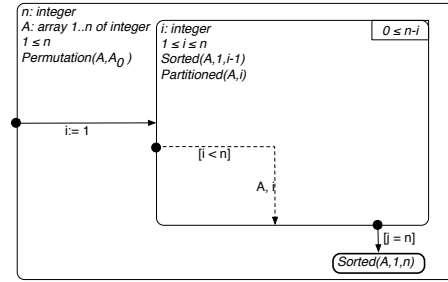 n: integer
A: array 1..n of integer
1 ≤ n
Permutation(A,A0 )
i: integer
1 ≤ i ≤ n
Sorted(A,1,i-1)
Partitioned(A,i)
0 ≤ n-i
i:= 1
[i < n]
A, i
[j = n]
Sorted(A,1,n)